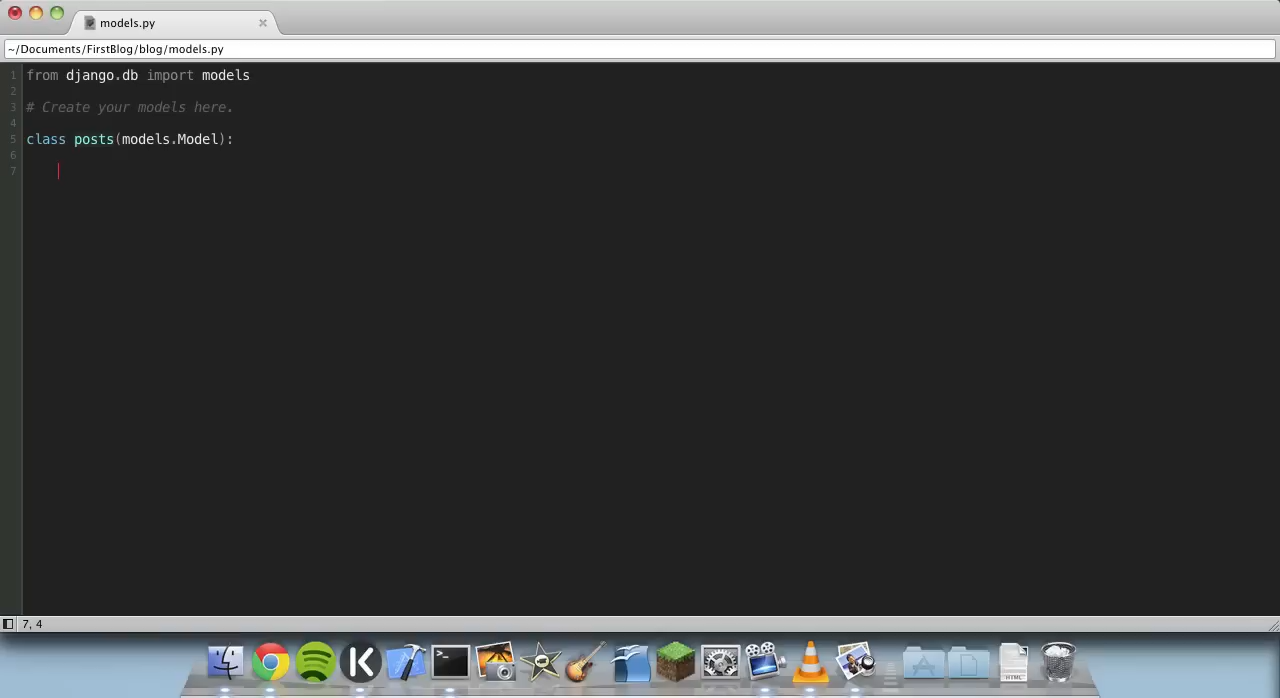 models.py
~/Documents/FirstBlog/blog/models.py
1 from django.db import models
2
3 # Create your models here.
4
5 class posts(models.Model):
6
7
7, 4
HTML